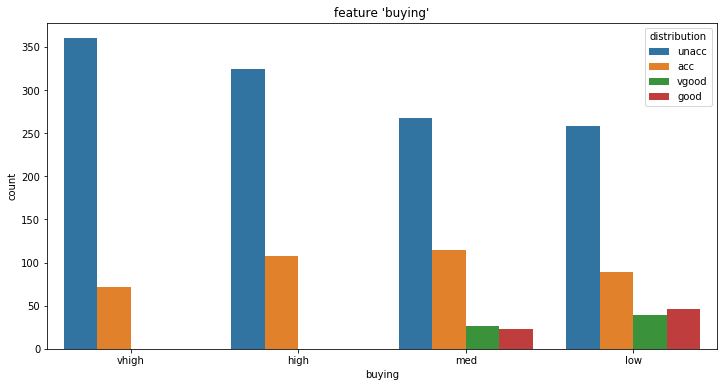 feature 'buying'
distribution
unacc
acc
vgood
good
count
350
300
250
200
150
100
50
0
vhigh
high
med
low
buying